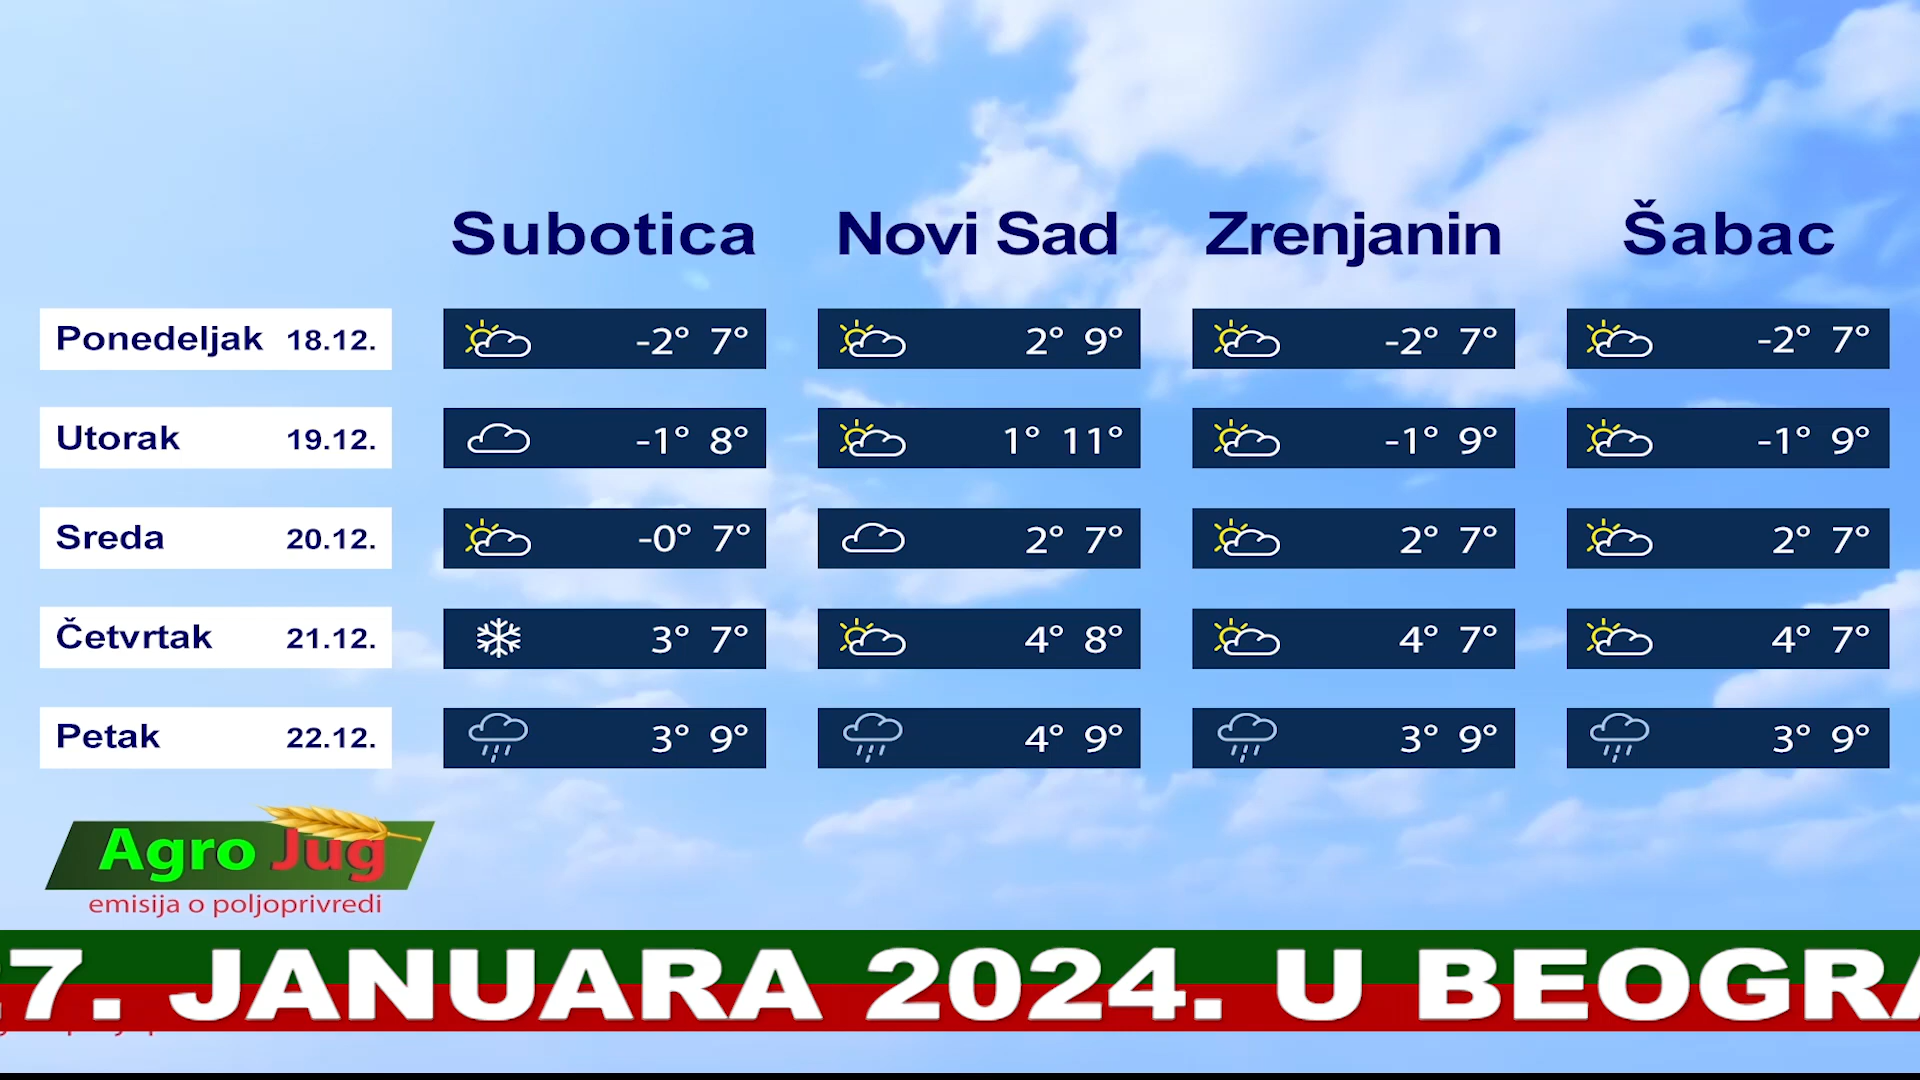 Subotica Novi Sad Zrenjanin Šabac
Ponedeljak 18.12. -2° 7° 2° 9° -2° 7° -2° 7°
Utorak 19.12. -1° 8° 1° 11° -1° 9° -1° 9°
Sreda 20.12. -0° 7° 2° 7° 2° 7° 2° 7°
Četvrtak 21.12. 3° 7° 4° 8° 4° 7° 4° 7°
Petak 22.12. 3° 9° 4° 9° 3° 9° 3° 9°
Agro Jug
emisija o poljoprivredi
27. JANUARA 2024. U BEOGRA